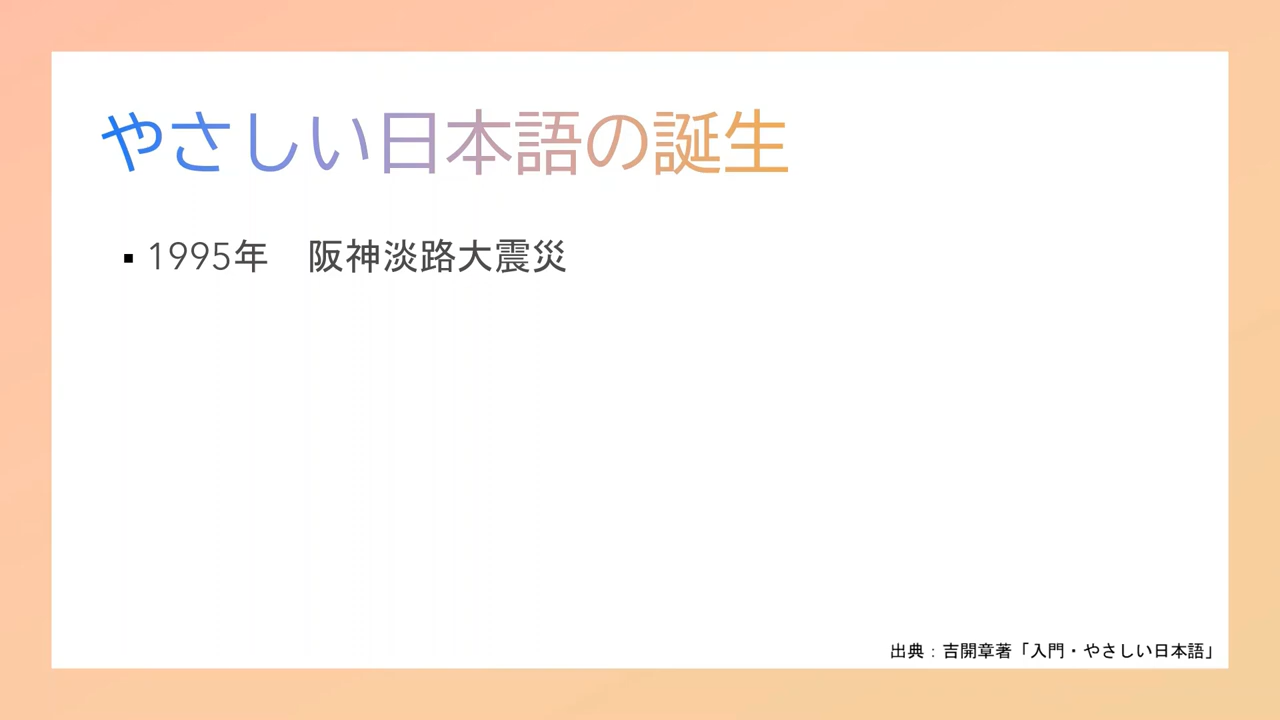 やさしい日本語の誕生
▪ 1995年　阪神淡路大震災
出典：吉開章著「入門・やさしい日本語」